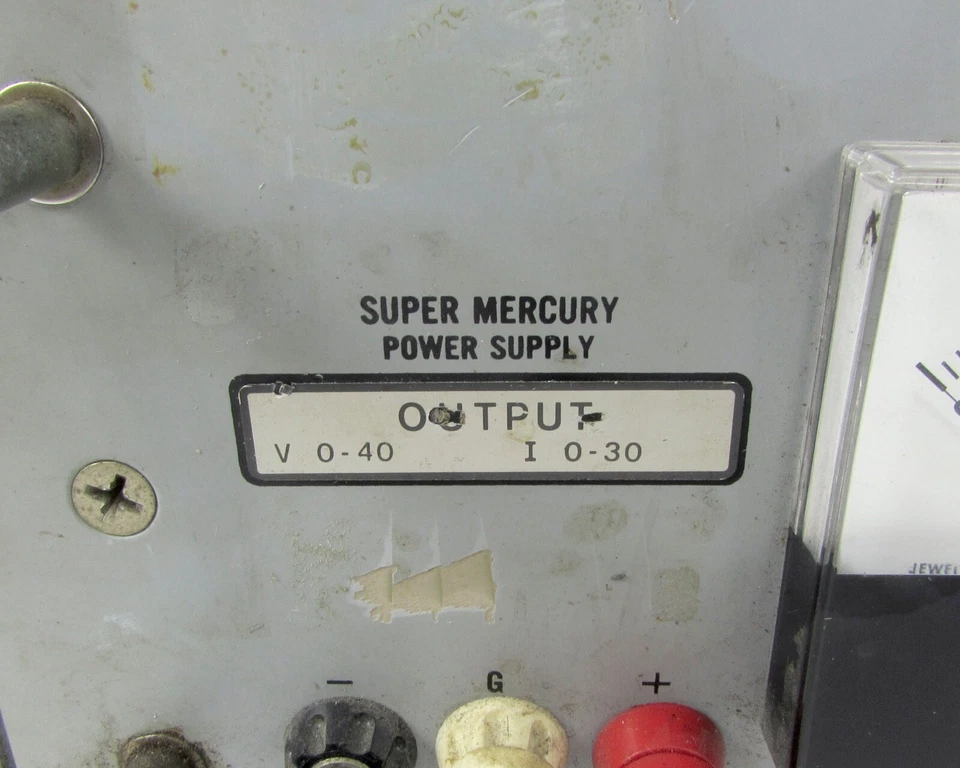 SUPER MERCURY
POWER SUPPLY
OUTPUT
V 0-40 I 0-30
- G +